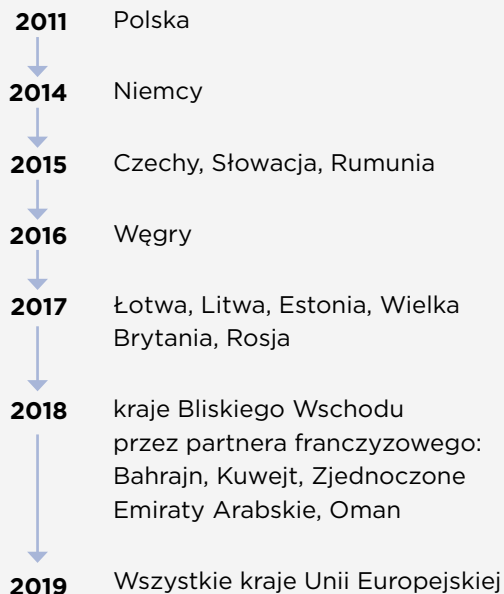 2011 Polska
2014 Niemcy
2015 Czechy, Słowacja, Rumunia
2016 Węgry
2017 Łotwa, Litwa, Estonia, Wielka
Brytania, Rosja
2018 kraje Bliskiego Wschodu
przez partnera franczyzowego:
Bahrajn, Kuwejt, Zjednoczone
Emiraty Arabskie, Oman
2019 Wszystkie kraje Unii Europejskiej